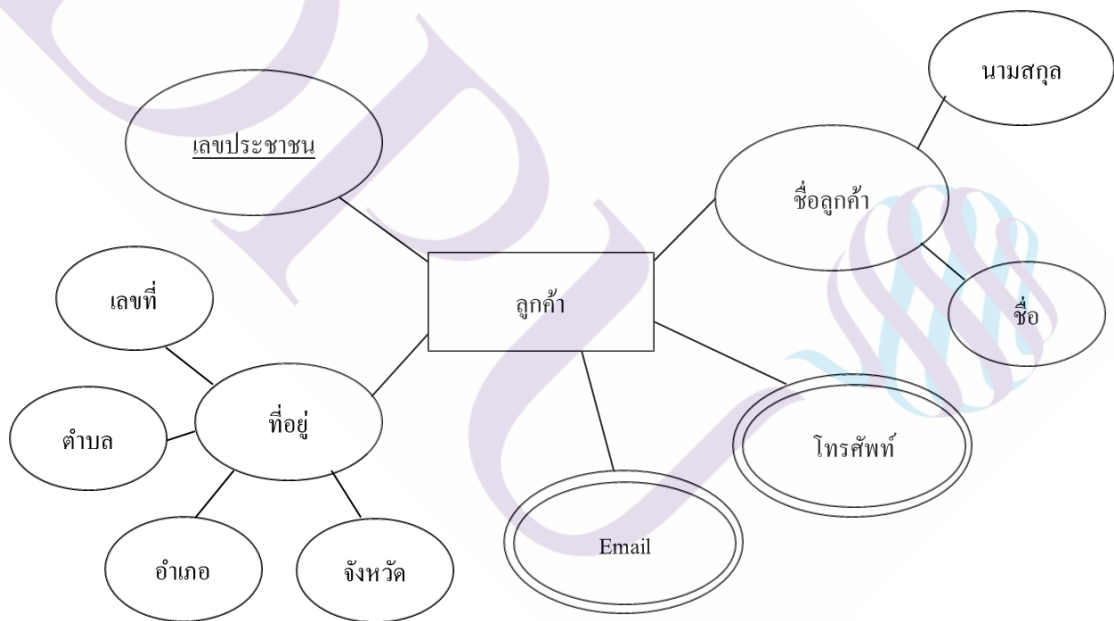 นามสกุล
เลขประชาชน
ชื่อลูกค้า
เลขที่
ลูกค้า
ชื่อ
ที่อยู่
ตำบล
โทรศัพท์
Email
อำเภอ
จังหวัด
DPU